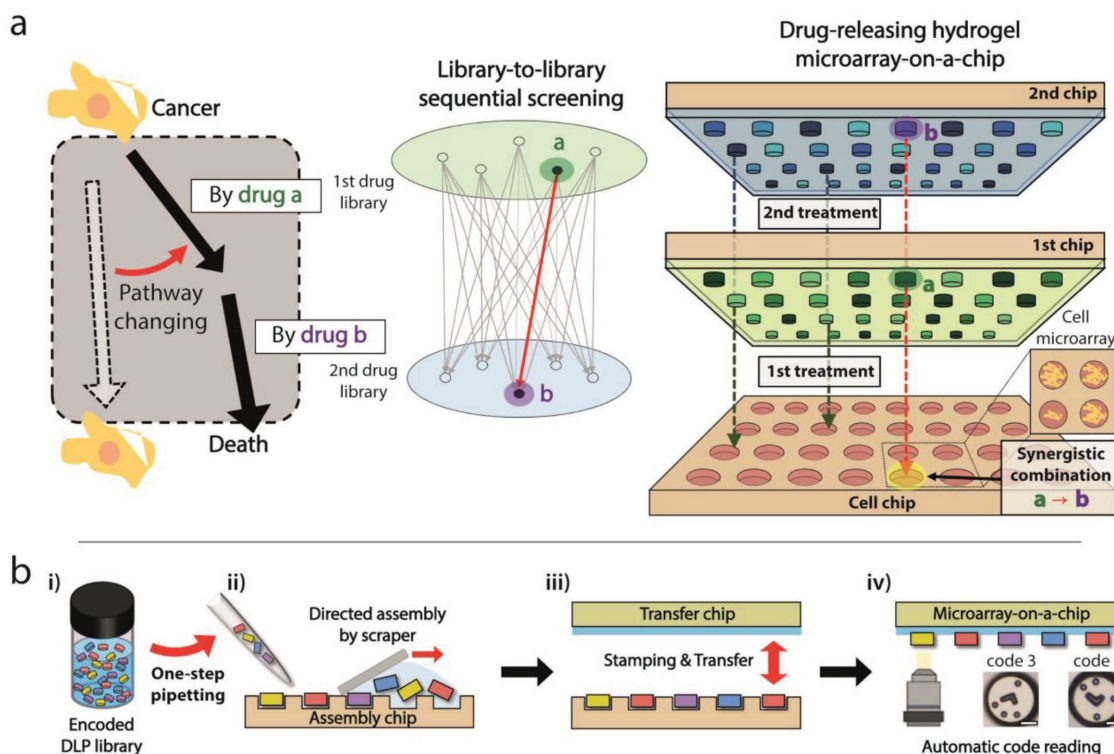 a
Cancer
By drug a
Pathway
changing
By drug b
Death
Library-to-library
sequential screening
a
1st drug
library
2nd drug
library
b
Drug-releasing hydrogel
microarray-on-a-chip
2nd chip
b
2nd treatment
1st chip
a
Cell
microarray
1st treatment
Synergistic
combination
a → b
Cell chip
b
i)
Encoded
DLP library
One-step
pipetting
ii)
Directed assembly
by scraper
Assembly chip
iii)
Transfer chip
Stamping & Transfer
iv)
Microarray-on-a-chip
code 3
code
Automatic code reading